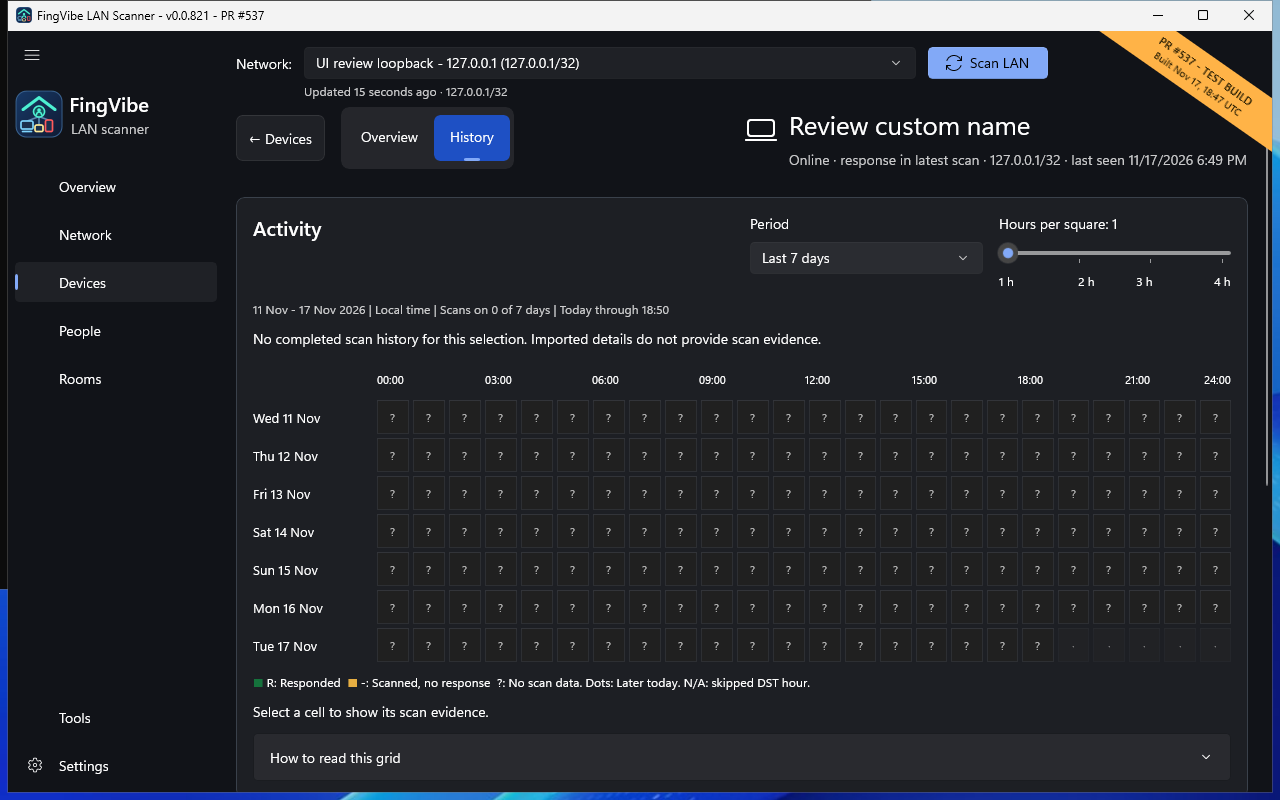 FingVibe LAN Scanner - v0.0.821 - PR #537
Network: UI review loopback - 127.0.0.1 (127.0.0.1/32) Scan LAN
Updated 15 seconds ago · 127.0.0.1/32
PR #537 - TEST BUILD
Built Nov 17, 18:47 UTC
FingVibe
LAN scanner
Overview
Network
Devices
People
Rooms
Tools
Settings
← Devices Overview History
Review custom name
Online · response in latest scan · 127.0.0.1/32 · last seen 11/17/2026 6:49 PM
Activity
Period
Last 7 days
Hours per square: 1
1 h 2 h 3 h 4 h
11 Nov - 17 Nov 2026 | Local time | Scans on 0 of 7 days | Today through 18:50
No completed scan history for this selection. Imported details do not provide scan evidence.
00:00 03:00 06:00 09:00 12:00 15:00 18:00 21:00 24:00
Wed 11 Nov ? ? ? ? ? ? ? ? ? ? ? ? ? ? ? ? ? ? ? ? ? ? ? ?
Thu 12 Nov ? ? ? ? ? ? ? ? ? ? ? ? ? ? ? ? ? ? ? ? ? ? ? ?
Fri 13 Nov ? ? ? ? ? ? ? ? ? ? ? ? ? ? ? ? ? ? ? ? ? ? ? ?
Sat 14 Nov ? ? ? ? ? ? ? ? ? ? ? ? ? ? ? ? ? ? ? ? ? ? ? ?
Sun 15 Nov ? ? ? ? ? ? ? ? ? ? ? ? ? ? ? ? ? ? ? ? ? ? ? ?
Mon 16 Nov ? ? ? ? ? ? ? ? ? ? ? ? ? ? ? ? ? ? ? ? ? ? ? ?
Tue 17 Nov ? ? ? ? ? ? ? ? ? ? ? ? ? ? ? ? ? ? ? · · · · ·
R: Responded -: Scanned, no response ?: No scan data. Dots: Later today. N/A: skipped DST hour.
Select a cell to show its scan evidence.
How to read this grid